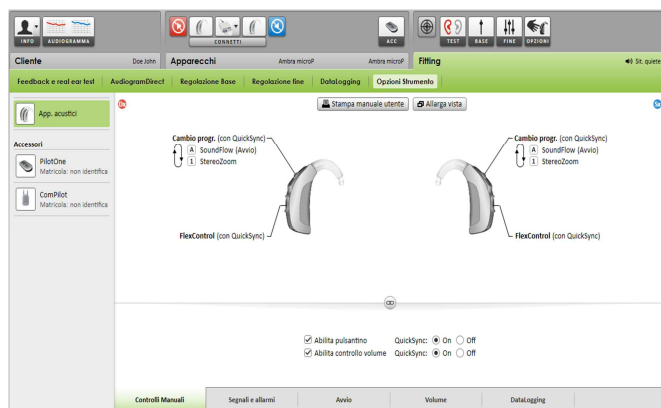 INFO AUDIOGRAMMA CONNETTI ACC TEST BASE FINE OPZIONI
Cliente Doe John Apparecchi Ambra microP Ambra microP Fitting Sit. quiete
Feedback e real ear test AudiogramDirect Regolazione Base Regolazione fine DataLogging Opzioni Strumento
App. acustici
Accessori
PilotOne
Matricola: non identifica
ComPilot
Matricola: non identifica
Dx
Stampa manuale utente Allarga vista
Sin
Cambio progr. (con QuickSync)
A SoundFlow (Avvio)
1 StereoZoom
FlexControl (con QuickSync)
Cambio progr. (con QuickSync)
A SoundFlow (Avvio)
1 StereoZoom
FlexControl (con QuickSync)
Abilita pulsantino QuickSync: On Off
Abilita controllo volume QuickSync: On Off
Controlli Manuali Segnali e allarmi Avvio Volume DataLogging